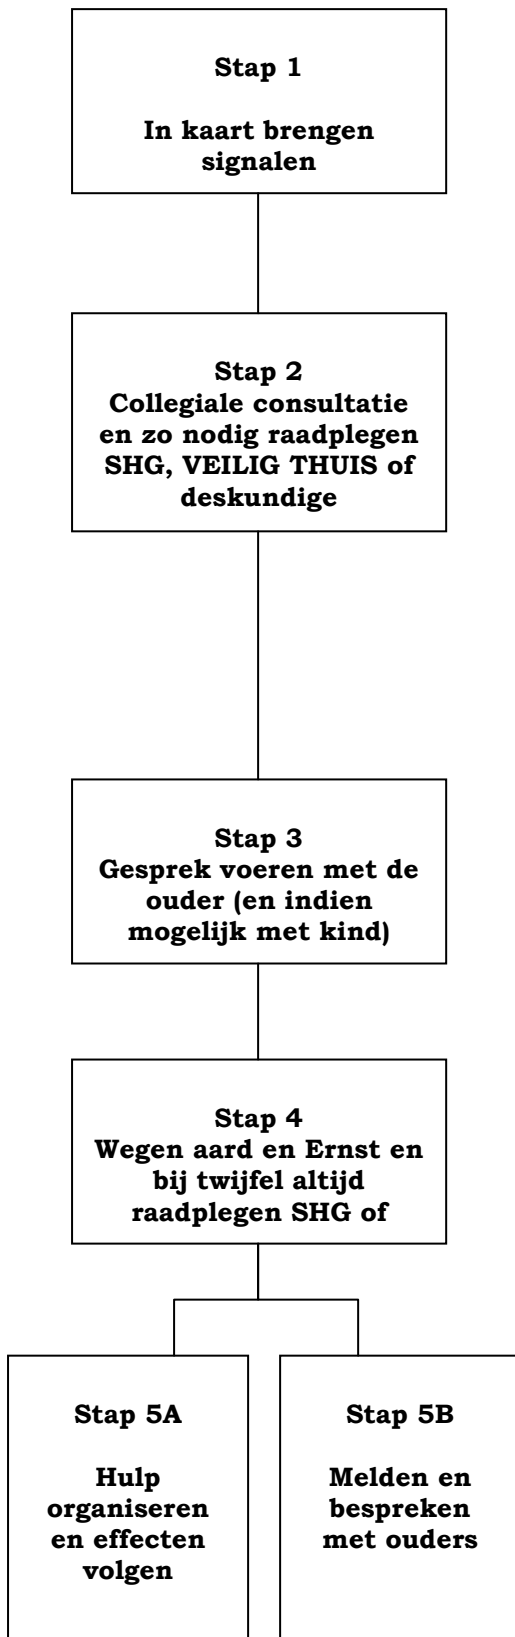 Stap 1
In kaart brengen
signalen
Stap 2
Collegiale consultatie
en zo nodig raadplegen
SHG, VEILIG THUIS of
deskundige
Stap 3
Gesprek voeren met de
ouder (en indien
mogelijk met kind)
Stap 4
Wegen aard en Ernst en
bij twijfel altijd
raadplegen SHG of
Stap 5A
Hulp
organiseren
en effecten
volgen
Stap 5B
Melden en
bespreken
met ouders